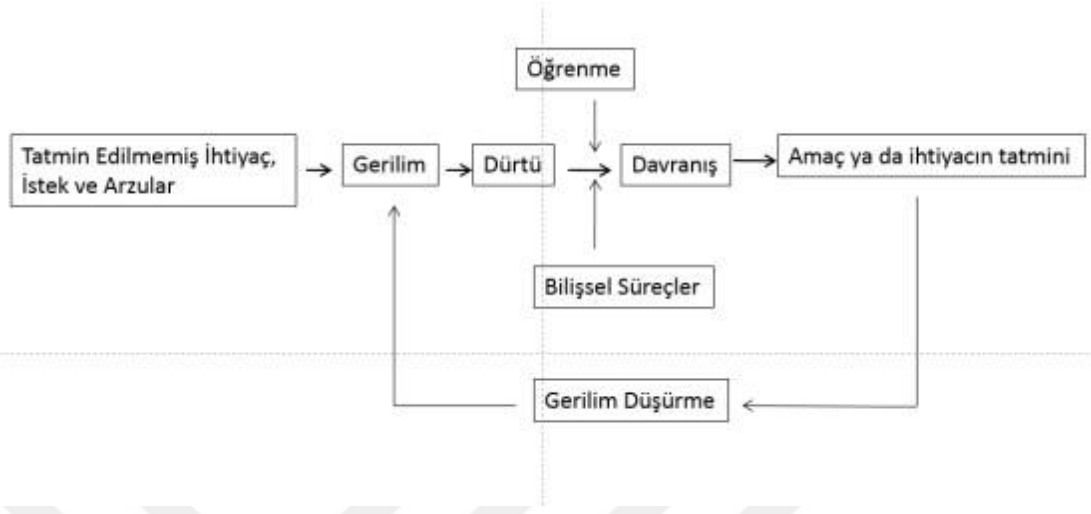 Öğrenme
Tatmin Edilmemiş İhtiyaç,
İstek ve Arzular
Gerilim
Dürtü
Davranış
Amaç ya da ihtiyacın tatmini
Bilişsel Süreçler
Gerilim Düşürme